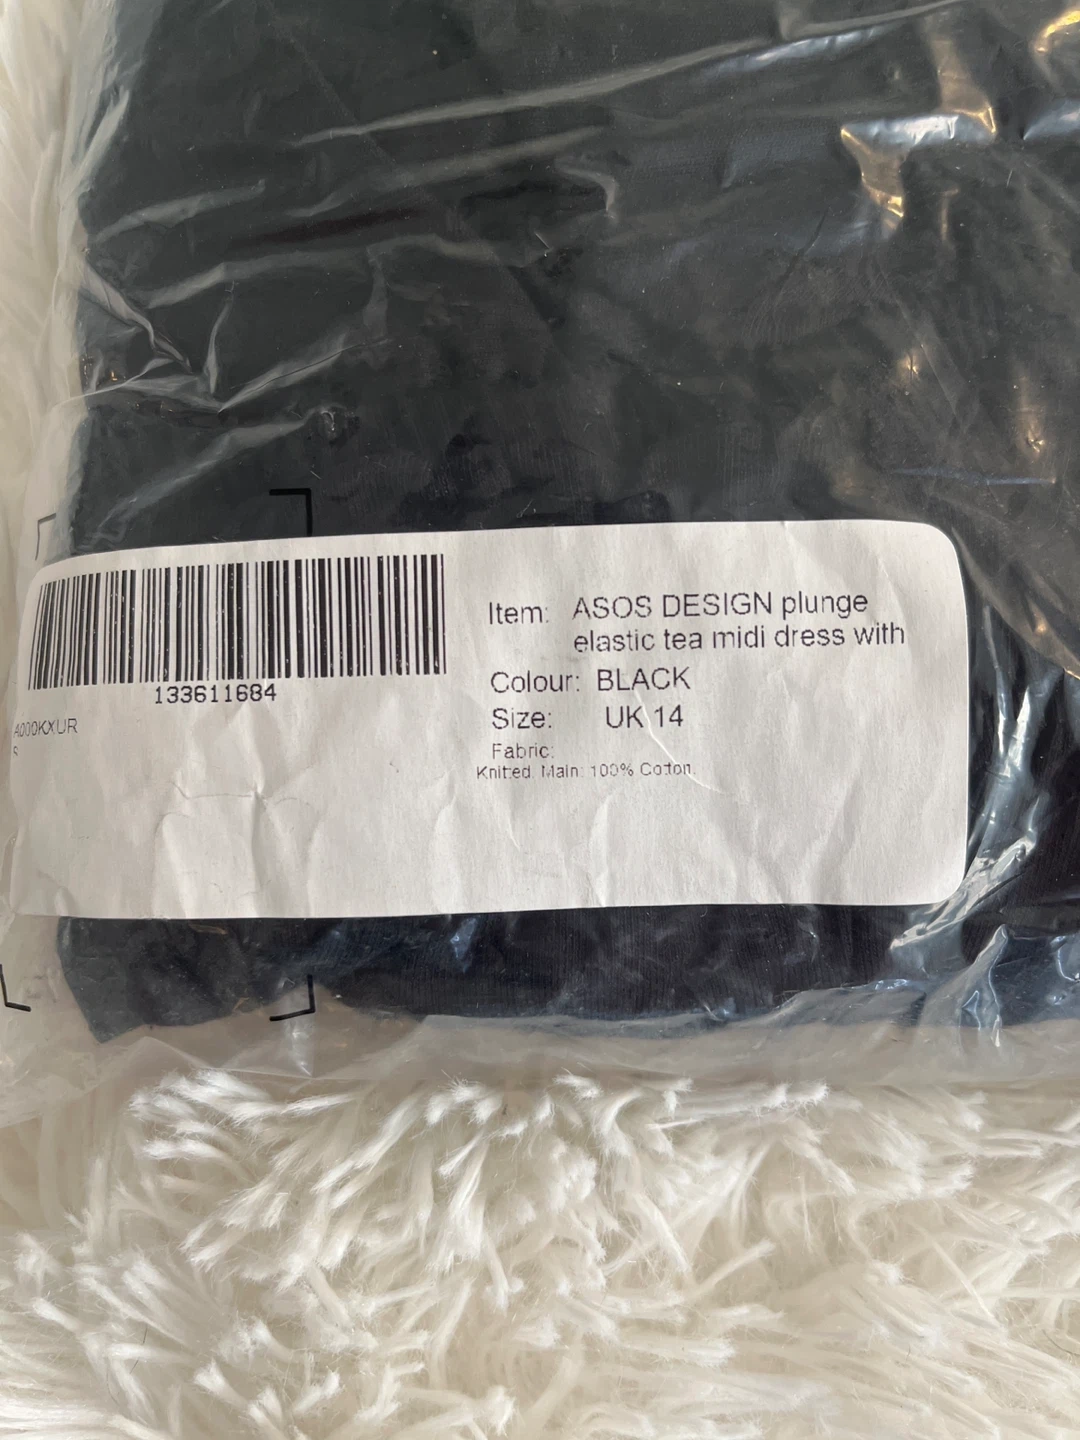 133611684
A000KXUR
S
Item: ASOS DESIGN plunge
elastic tea midi dress with
Colour: BLACK
Size: UK 14
Fabric:
Knitted. Main: 100% Cotton.